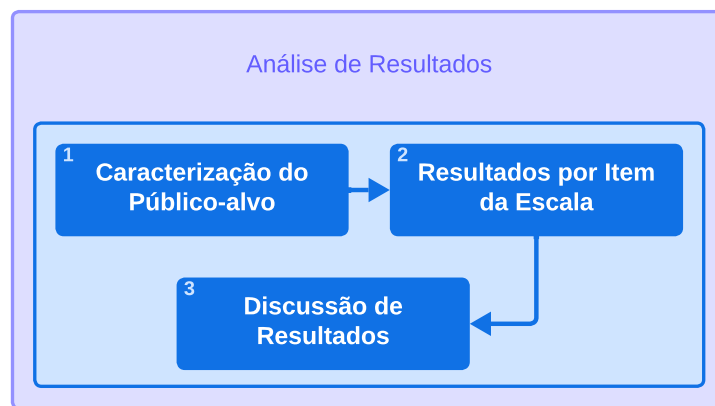 Análise de Resultados
1
Caracterização do
Público-alvo
2
Resultados por Item
da Escala
3
Discussão de
Resultados